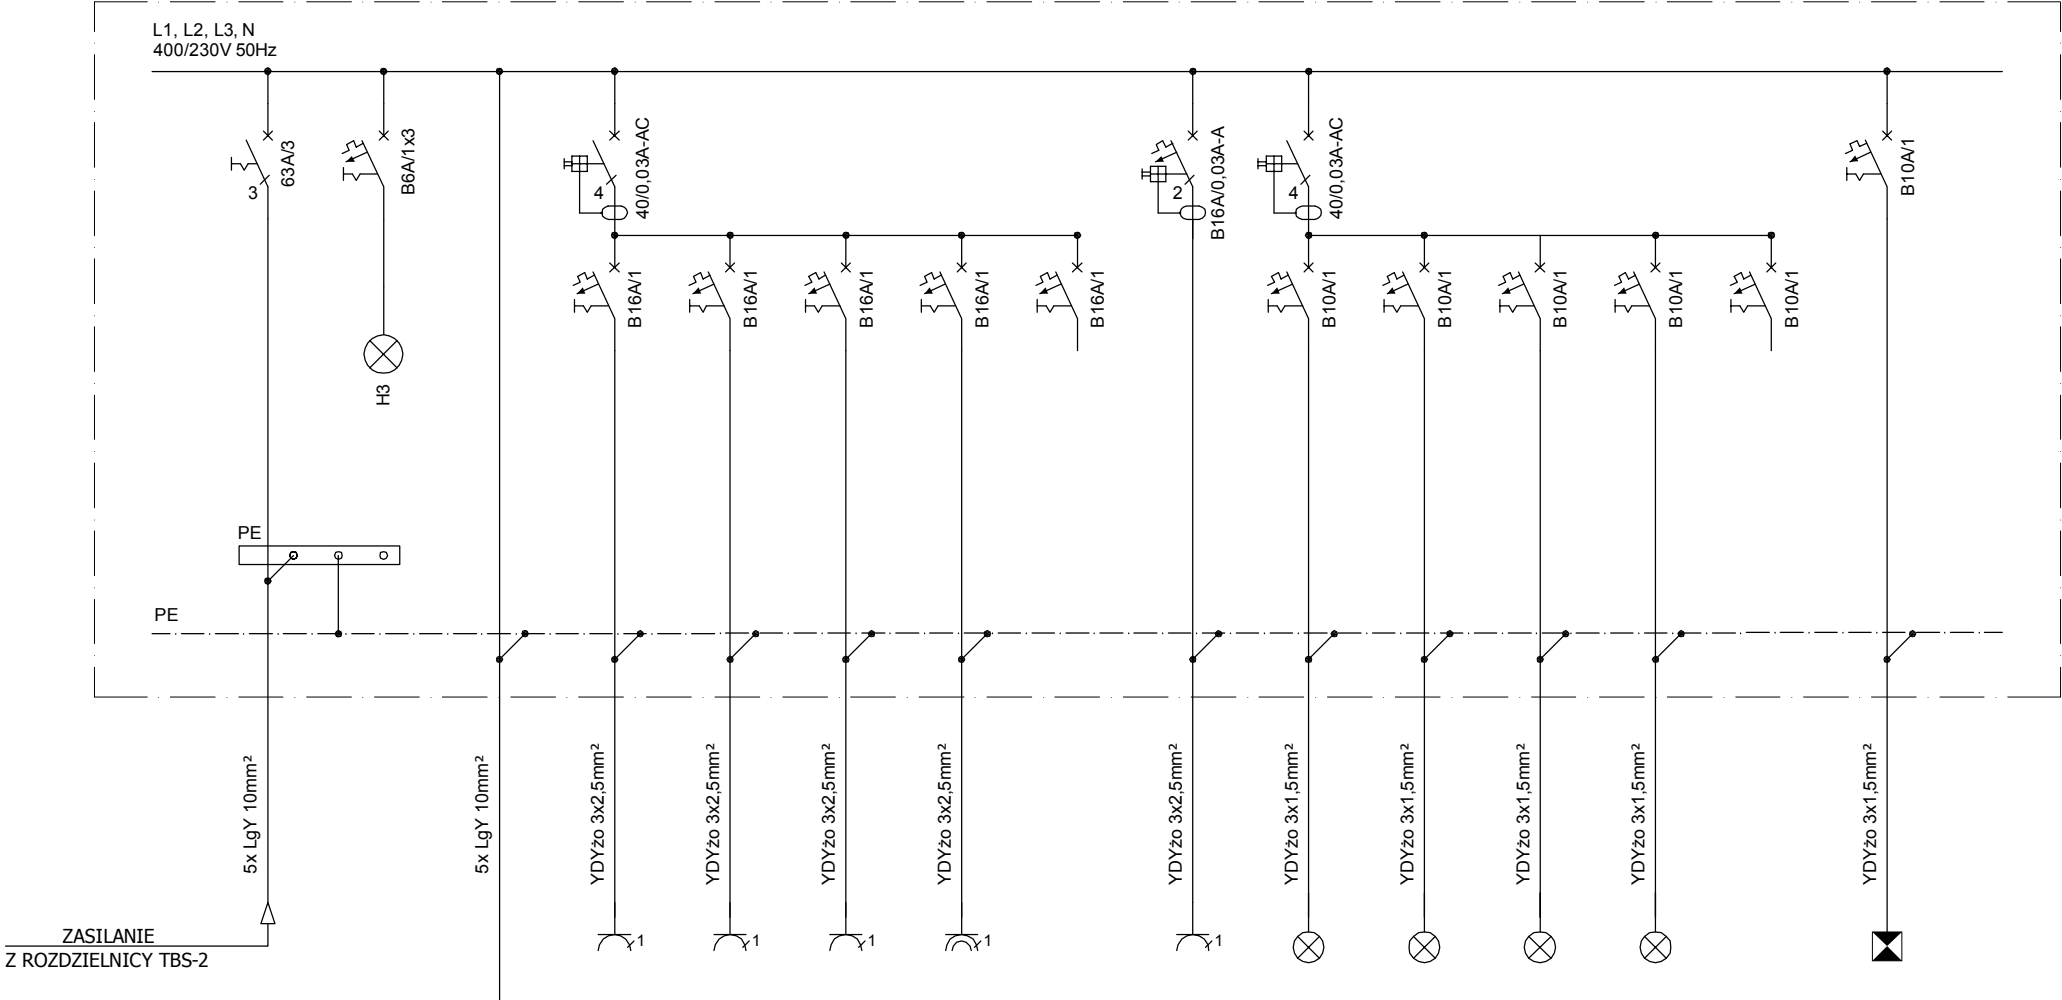 L1, L2, L3, N
400/230V 50Hz
63A/3
3
B6A/1x3
H3
40/0,03A-AC
4
B16A/0,03A-A
2
40/0,03A-AC
4
B10A/1
B16A/1
B16A/1
B16A/1
B16A/1
B16A/1
B10A/1
B10A/1
B10A/1
B10A/1
B10A/1
PE
PE
5x LgY 10mm²
5x LgY 10mm²
YDYżo 3x2,5mm²
YDYżo 3x2,5mm²
YDYżo 3x2,5mm²
YDYżo 3x2,5mm²
YDYżo 3x2,5mm²
YDYżo 3x1,5mm²
YDYżo 3x1,5mm²
YDYżo 3x1,5mm²
YDYżo 3x1,5mm²
YDYżo 3x1,5mm²
1
1
1
1
1
ZASILANIE
Z ROZDZIELNICY TBS-2